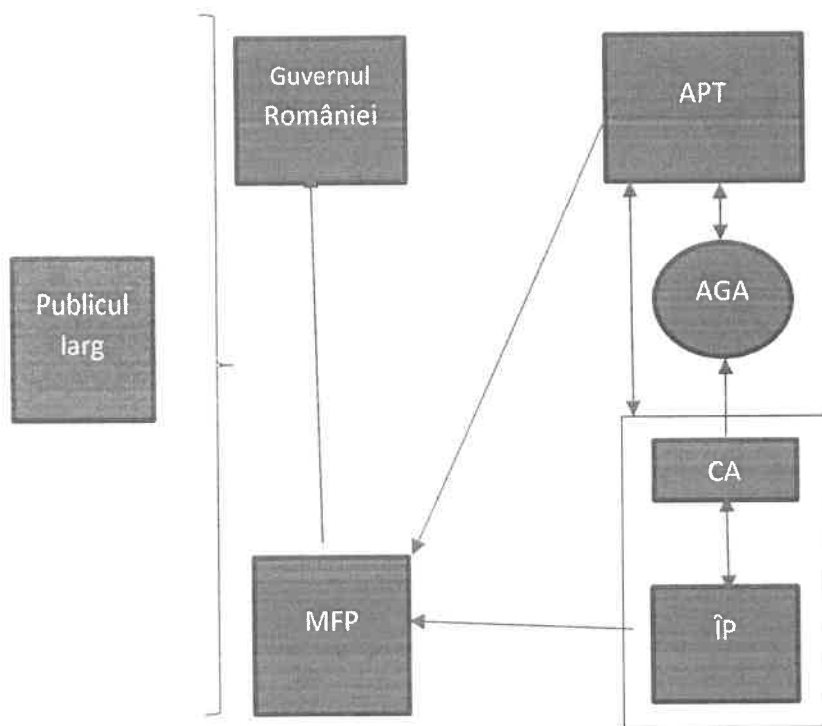 Guvernul
României
APT
Publicul
larg
AGA
CA
MFP
ÎP